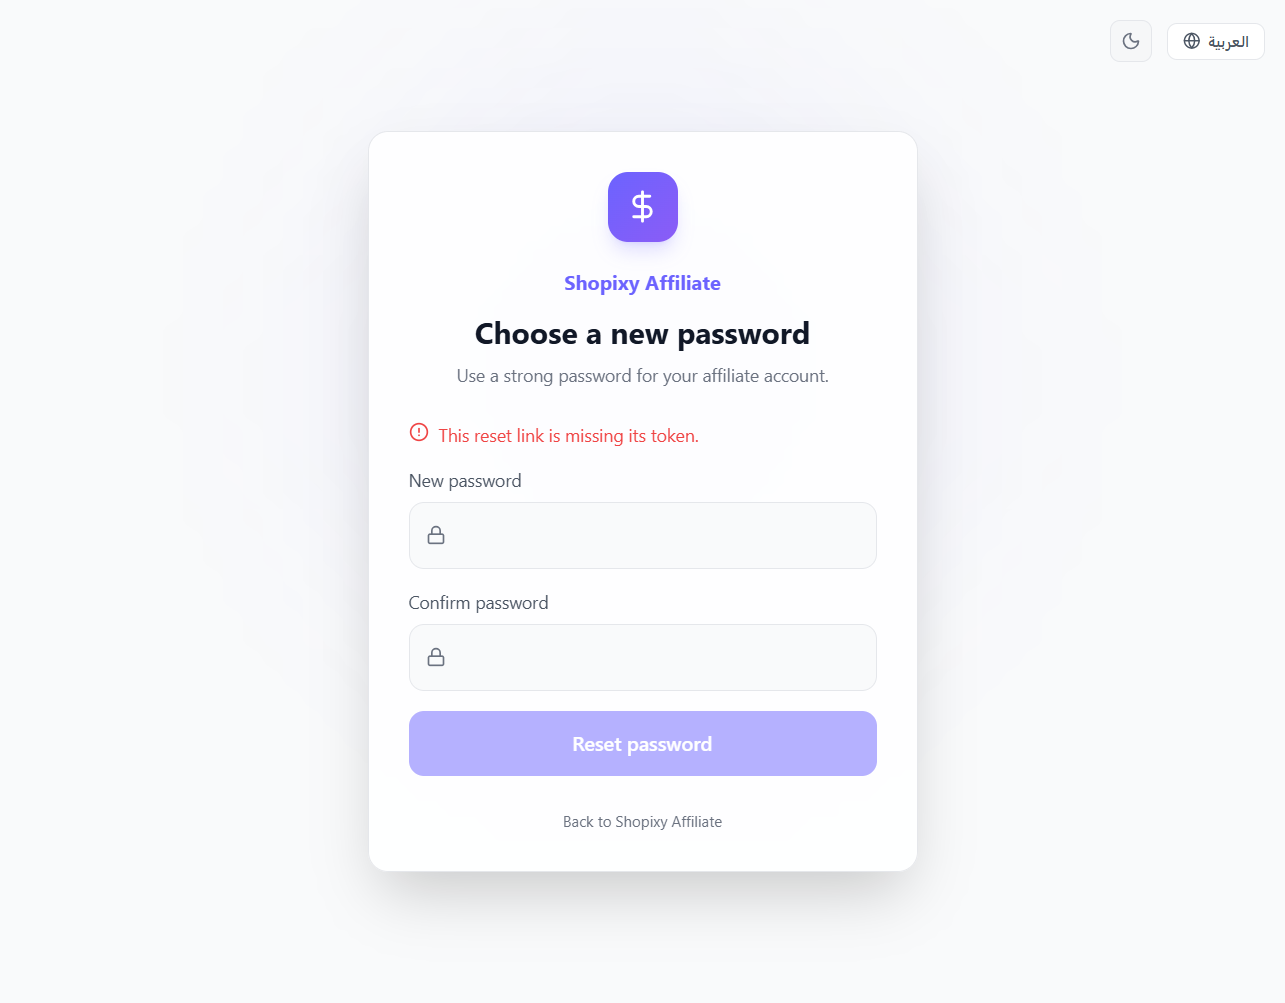 العربية
Shopixy Affiliate
Choose a new password
Use a strong password for your affiliate account.
This reset link is missing its token.
New password
Confirm password
Reset password
Back to Shopixy Affiliate